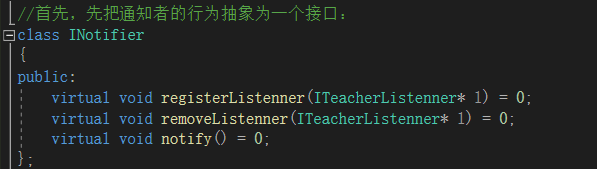 //首先，先把通知者的行为抽象为一个接口：
class INotifier
{
public:
virtual void registerListenner(ITeacherListenner* l) = 0;
virtual void removeListenner(ITeacherListenner* l) = 0;
virtual void notify() = 0;
};